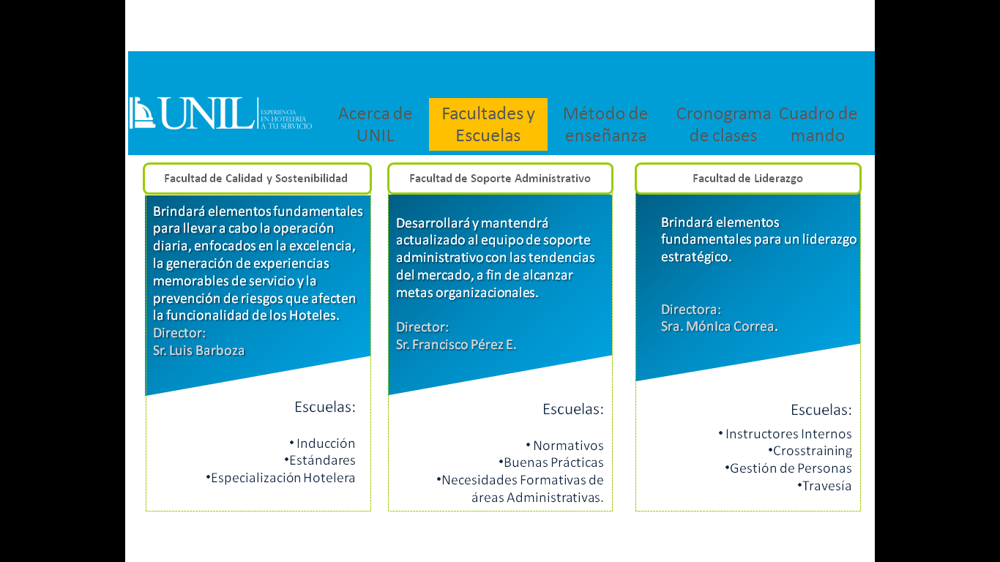 UNIL
EXPERIENCIA
EN HOTELERÍA
A TU SERVICIO
Acerca de
UNIL
Facultades y
Escuelas
Método de
enseñanza
Cronograma
de clases
Cuadro de
mando
Facultad de Calidad y Sostenibilidad
Brindará elementos fundamentales
para llevar a cabo la operación
diaria, enfocados en la excelencia,
la generación de experiencias
memorables de servicio y la
prevención de riesgos que afecten
la funcionalidad de los Hoteles.
Director:
Sr. Luis Barboza
Escuelas:
• Inducción
•Estándares
•Especialización Hotelera
Facultad de Soporte Administrativo
Desarrollará y mantendrá
actualizado al equipo de soporte
administrativo con las tendencias
del mercado, a fin de alcanzar
metas organizacionales.
Director:
Sr. Francisco Pérez E.
Escuelas:
• Normativos
•Buenas Prácticas
•Necesidades Formativas de
áreas Administrativas.
Facultad de Liderazgo
Brindará elementos
fundamentales para un liderazgo
estratégico.
Directora:
Sra. MónIca Correa.
Escuelas:
• Instructores Internos
•Crosstraining
•Gestión de Personas
•Travesía